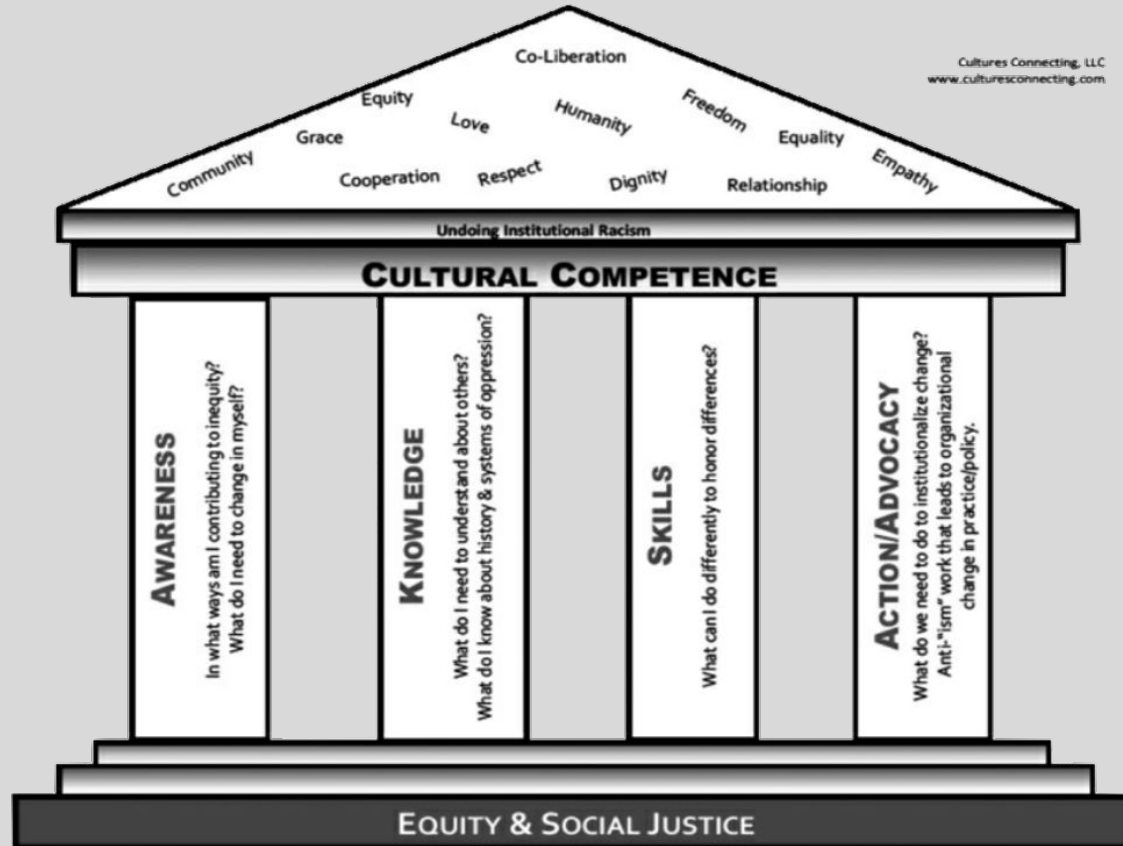 Cultures Connecting, LLC
www.culturesconnecting.com
Co-Liberation
Equity
Love
Humanity
Freedom
Grace
Equality
Community
Cooperation
Respect
Dignity
Relationship
Empathy
Undoing Institutional Racism
CULTURAL COMPETENCE
AWARENESS
In what ways am I contributing to inequity?
What do I need to change in myself?
KNOWLEDGE
What do I need to understand about others?
What do I know about history & systems of oppression?
SKILLS
What can I do differently to honor differences?
ACTION/ADVOCACY
What do we need to do to institutionalize change?
Anti-"ism" work that leads to organizational
change in practice/policy.
EQUITY & SOCIAL JUSTICE